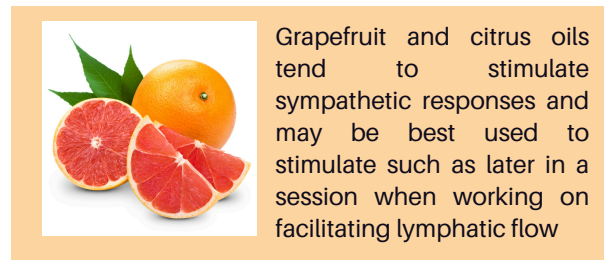 Grapefruit and citrus oils
tend to stimulate
sympathetic responses and
may be best used to
stimulate such as later in a
session when working on
facilitating lymphatic flow